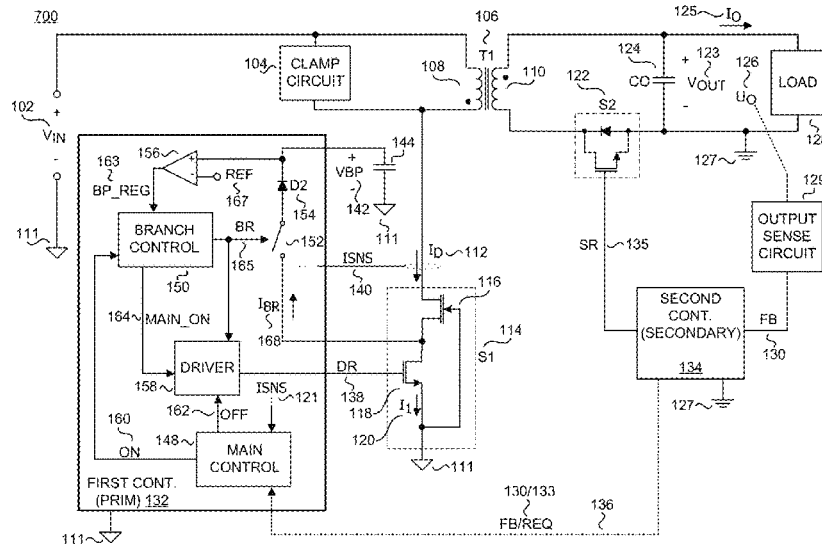 700
106
T1
125
IO
104
CLAMP
CIRCUIT
108
110
124
CO
+
123
VOUT
-
126
UO
LOAD
128
122
S2
127
102
+
VIN
-
163
BP_REG
156
+
-
REF
167
D2
154
+
VBP
-
142
144
111
111
BRANCH
CONTROL
150
BR
165
152
ISNS
140
ID
112
SR
135
129
OUTPUT
SENSE
CIRCUIT
164
MAIN_ON
IBR
168
116
114
S1
SECOND
CONT.
(SECONDARY)
134
FB
130
158
DRIVER
DR
138
118
I1
120
127
162
OFF
ISNS
121
160
ON
148
MAIN
CONTROL
111
FIRST CONT.
(PRIM) 132
130/133
FB/REQ
136
111